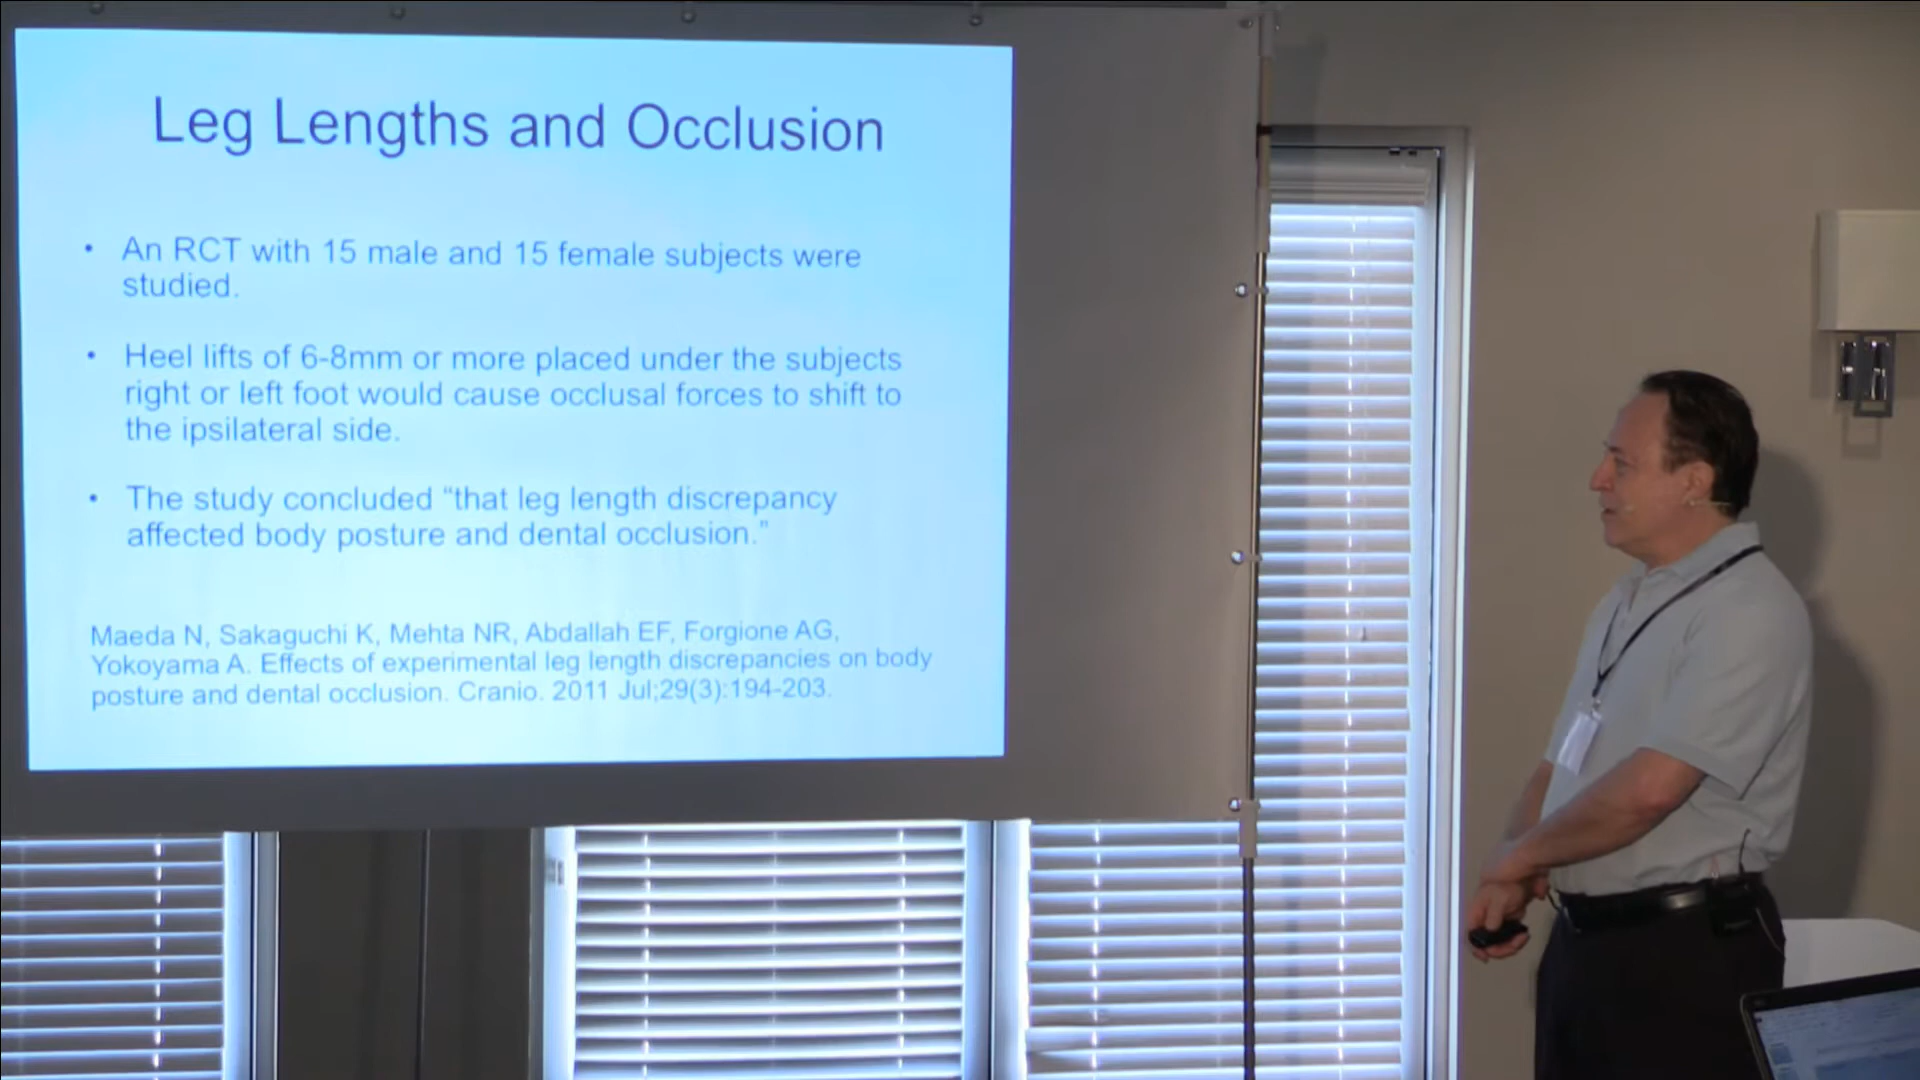 Leg Lengths and Occlusion
• An RCT with 15 male and 15 female subjects were
studied.
• Heel lifts of 6-8mm or more placed under the subjects
right or left foot would cause occlusal forces to shift to
the ipsilateral side.
• The study concluded “that leg length discrepancy
affected body posture and dental occlusion.”
Maeda N, Sakaguchi K, Mehta NR, Abdallah EF, Forgione AG,
Yokoyama A. Effects of experimental leg length discrepancies on body
posture and dental occlusion. Cranio. 2011 Jul;29(3):194-203.